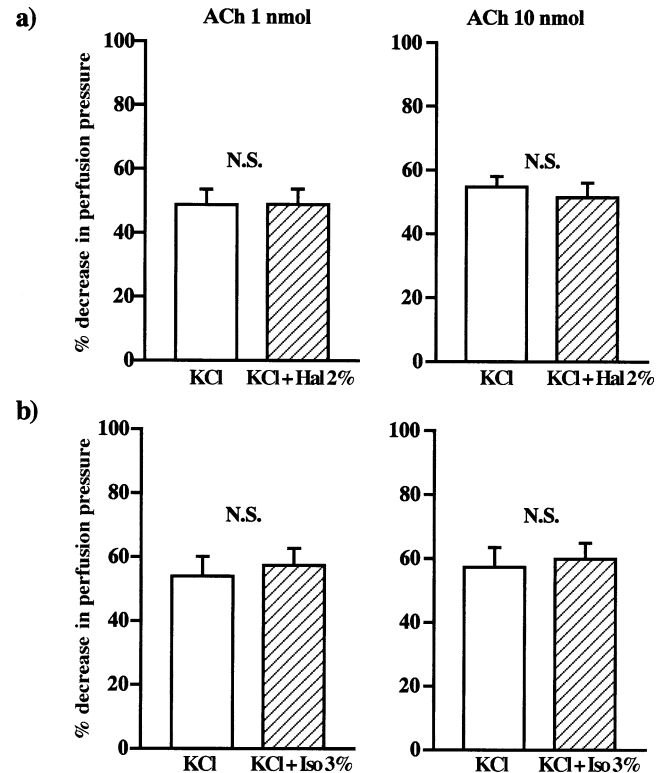 a)
ACh 1 nmol
ACh 10 nmol
% decrease in perfusion pressure
100
80
60
40
20
0
N.S.
KCl
KCl + Hal 2%
100
80
60
40
20
0
N.S.
KCl
KCl + Hal 2%
b)
% decrease in perfusion pressure
100
80
60
40
20
0
N.S.
KCl
KCl + Iso 3%
100
80
60
40
20
0
N.S.
KCl
KCl + Iso 3%